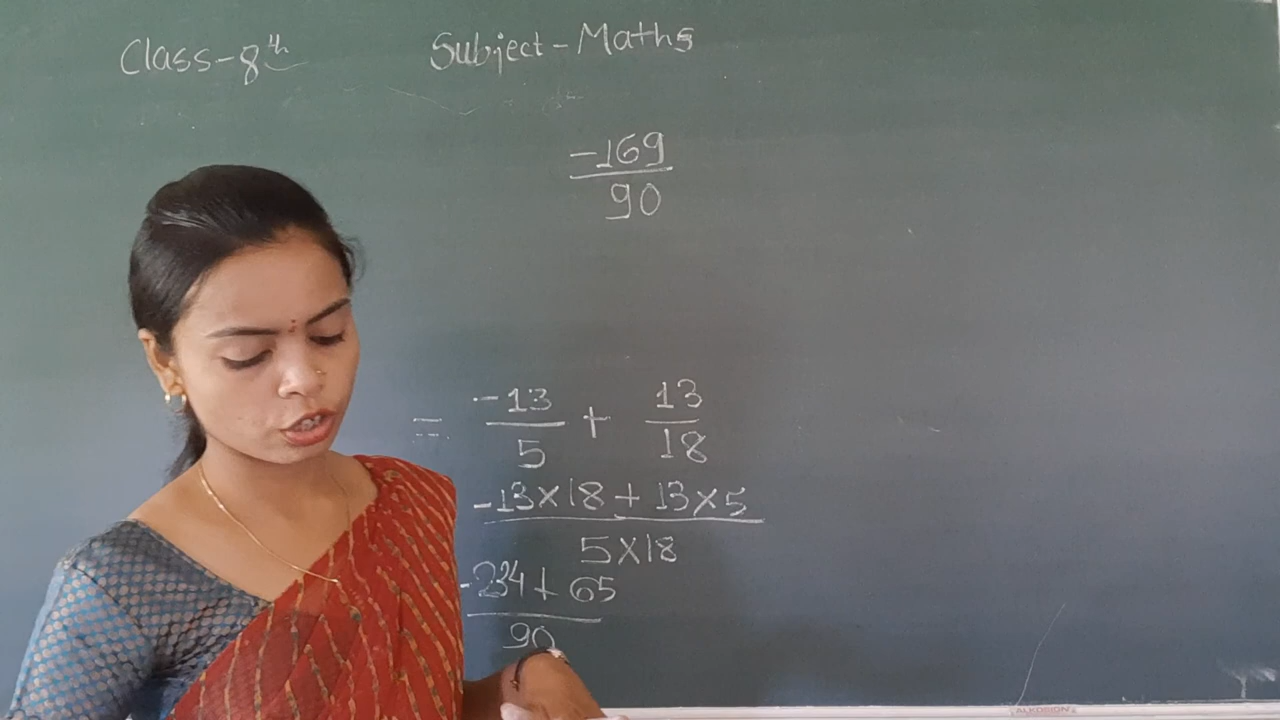 Class-8th Subject-Maths
-169
90
= -13/5 + 13/18
-13×18 + 13×5
5×18
-234 + 65
90